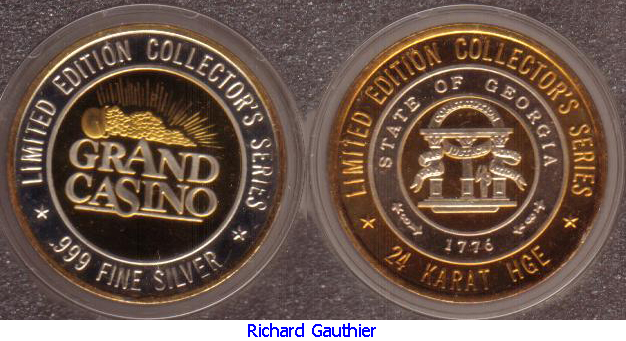 LIMITED EDITION COLLECTOR'S SERIES
GRAND
CASINO
.999 FINE SILVER
LIMITED EDITION COLLECTOR'S SERIES
STATE OF GEORGIA
CONSTITUTION
1776
24 KARAT HGE
Richard Gauthier